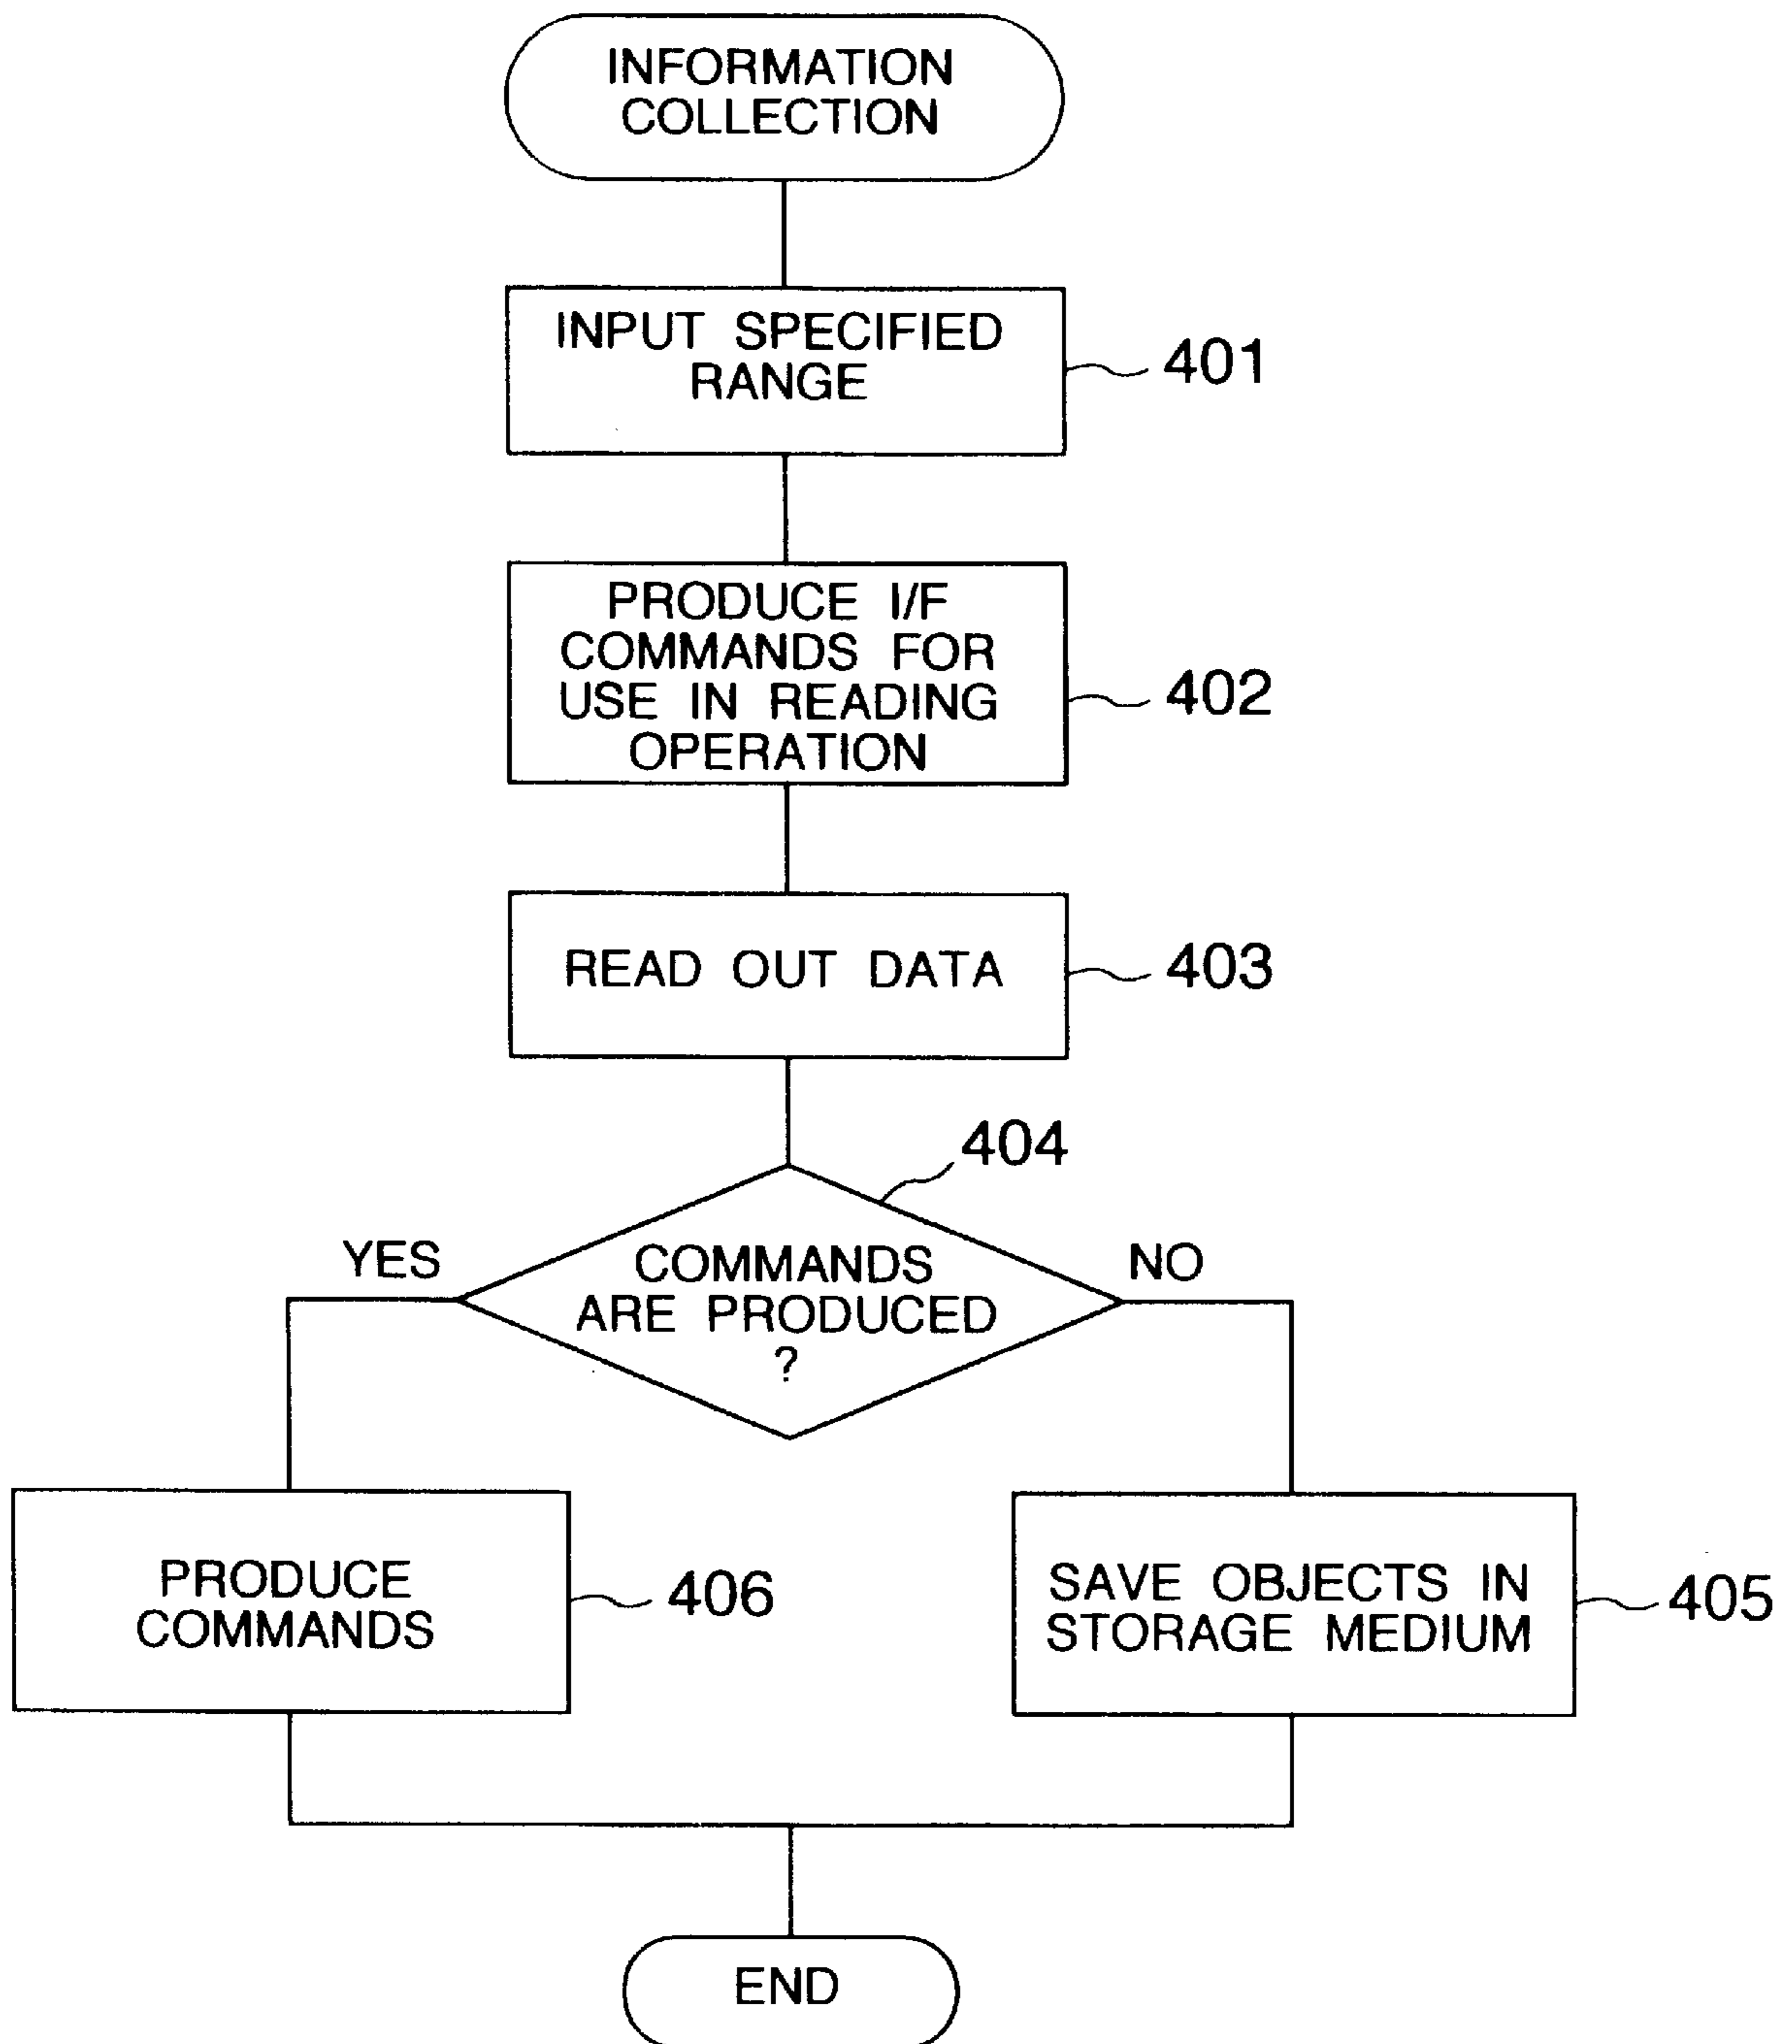 INFORMATION
COLLECTION
INPUT SPECIFIED
RANGE
401
PRODUCE I/F
COMMANDS FOR
USE IN READING
OPERATION
402
READ OUT DATA
403
404
YES
COMMANDS
ARE PRODUCED
?
NO
PRODUCE
COMMANDS
406
SAVE OBJECTS IN
STORAGE MEDIUM
405
END